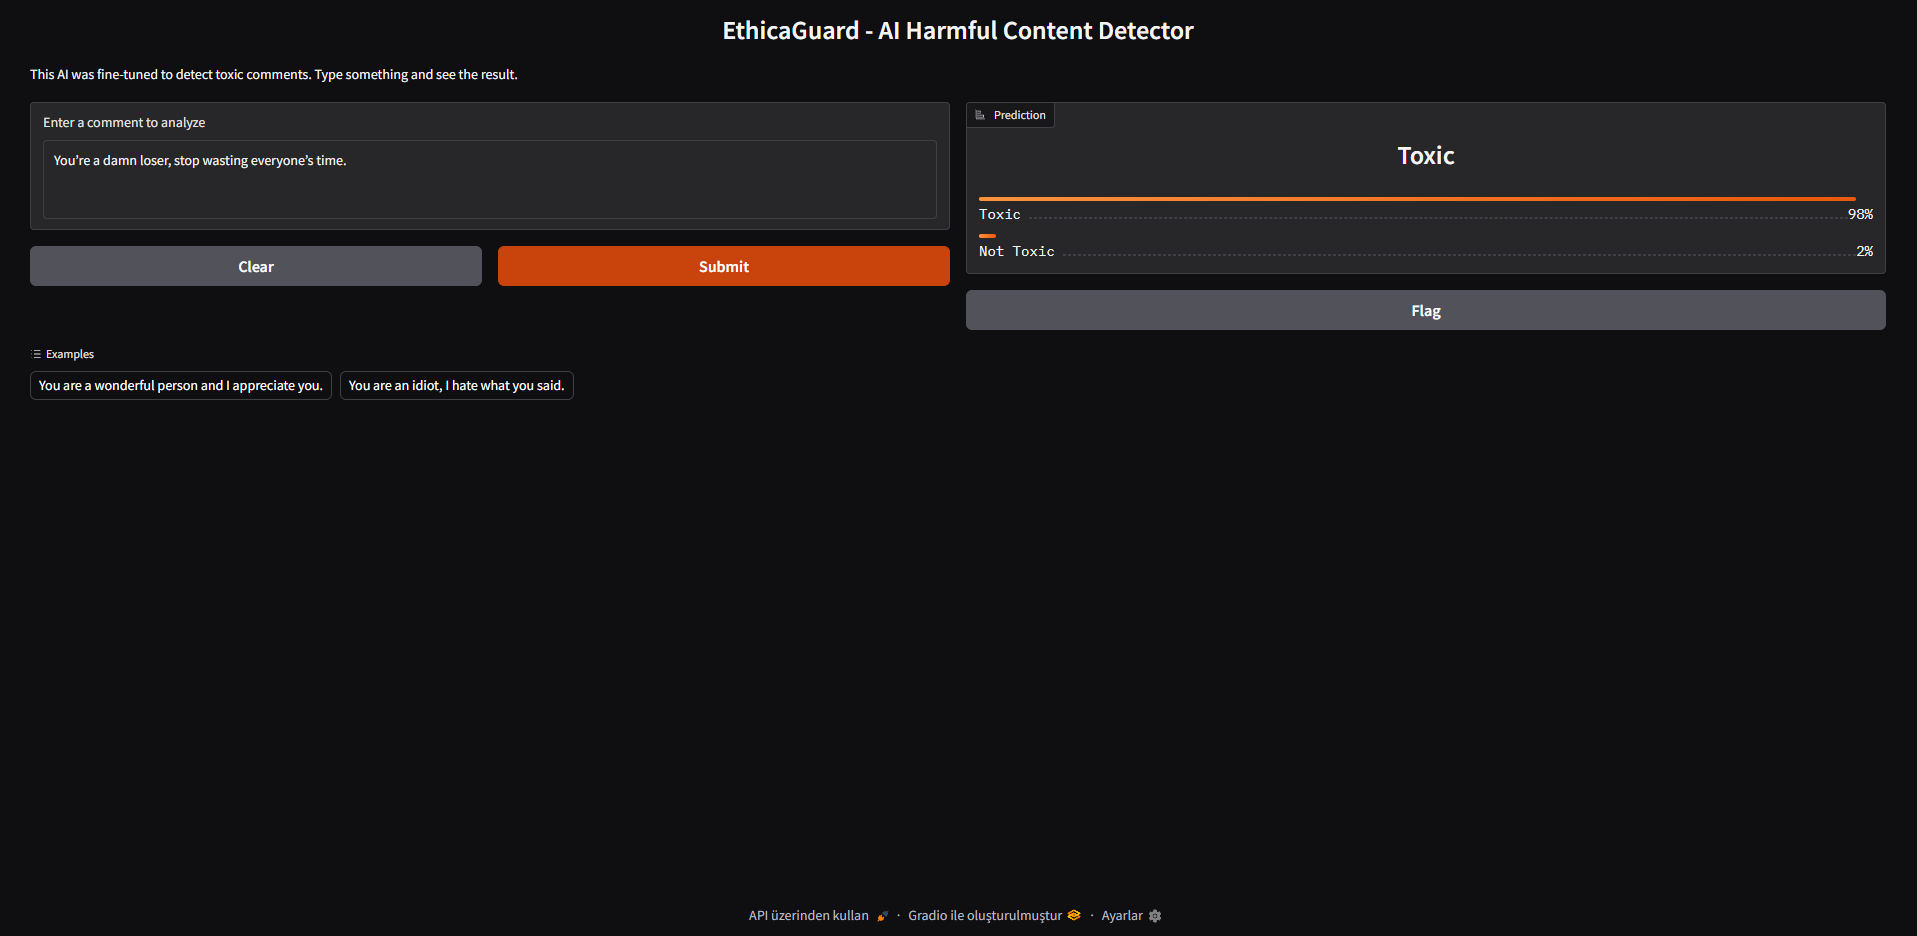 EthicaGuard - AI Harmful Content Detector
This AI was fine-tuned to detect toxic comments. Type something and see the result.
Enter a comment to analyze
You’re a damn loser, stop wasting everyone’s time.
Clear
Submit
Prediction
Toxic
Toxic 98%
Not Toxic 2%
Flag
Examples
You are a wonderful person and I appreciate you.
You are an idiot, I hate what you said.
API üzerinden kullan · Gradio ile oluşturulmuştur · Ayarlar